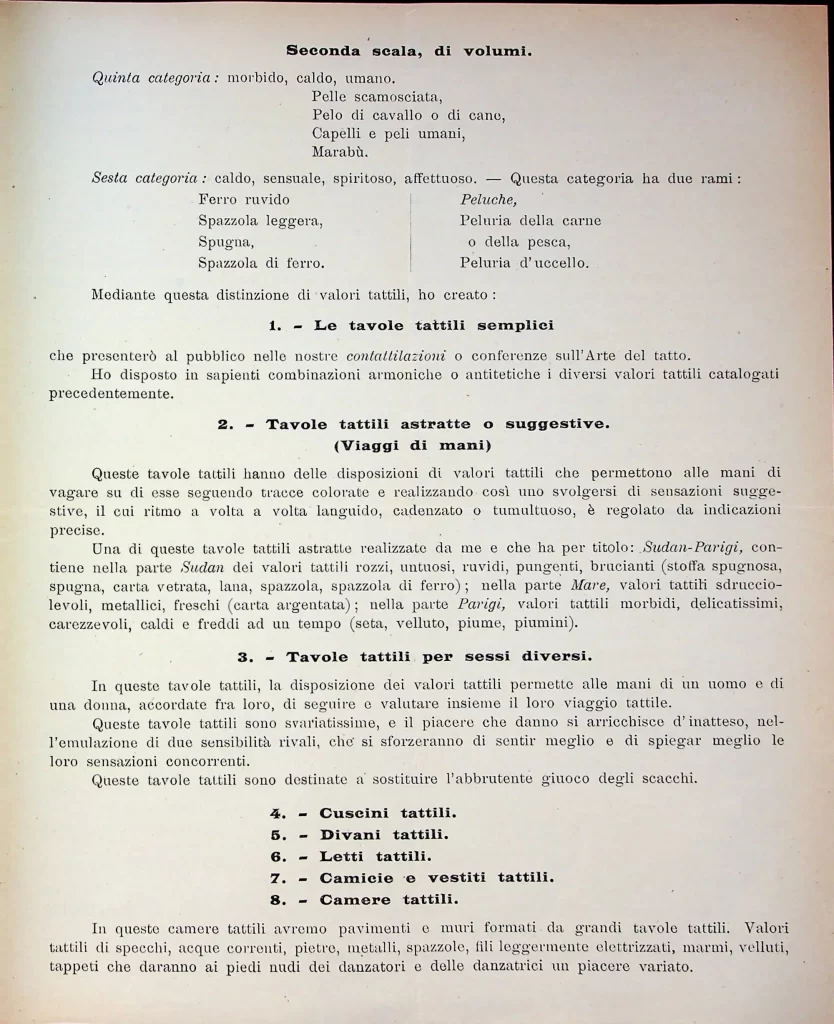 Seconda scala, di volumi.
Quinta categoria: morbido, caldo, umano.
Pelle scamosciata,
Pelo di cavallo o di cane,
Capelli e peli umani,
Marabù.
Sesta categoria: caldo, sensuale, spiritoso, affettuoso. — Questa categoria ha due rami:
Ferro ruvido
Spazzola leggera,
Spugna,
Spazzola di ferro.
Peluche,
Peluria della carne
o della pesca,
Peluria d'uccello.
Mediante questa distinzione di valori tattili, ho creato:
1. - Le tavole tattili semplici
che presenterò al pubblico nelle nostre contattilazioni o conferenze sull'Arte del tatto.
Ho disposto in sapienti combinazioni armoniche o antitetiche i diversi valori tattili catalogati
precedentemente.
2. - Tavole tattili astratte o suggestive.
(Viaggi di mani)
Queste tavole tattili hanno delle disposizioni di valori tattili che permettono alle mani di
vagare su di esse seguendo tracce colorate e realizzando così uno svolgersi di sensazioni sugge-
stive, il cui ritmo a volta a volta languido, cadenzato o tumultuoso, è regolato da indicazioni
precise.
Una di queste tavole tattili astratte realizzate da me e che ha per titolo: Sudan-Parigi, con-
tiene nella parte Sudan dei valori tattili rozzi, untuosi, ruvidi, pungenti, brucianti (stoffa spugnosa,
spugna, carta vetrata, lana, spazzola, spazzola di ferro); nella parte Mare, valori tattili sdruccio-
levoli, metallici, freschi (carta argentata); nella parte Parigi, valori tattili morbidi, delicatissimi,
carezzevoli, caldi e freddi ad un tempo (seta, velluto, piume, piumini).
3. - Tavole tattili per sessi diversi.
In queste tavole tattili, la disposizione dei valori tattili permette alle mani di un uomo e di
una donna, accordate fra loro, di seguire e valutare insieme il loro viaggio tattile.
Queste tavole tattili sono svariatissime, e il piacere che danno si arricchisce d'inatteso, nel-
l'emulazione di due sensibilità rivali, che si sforzeranno di sentir meglio e di spiegar meglio le
loro sensazioni concorrenti.
Queste tavole tattili sono destinate a sostituire l'abbrutente giuoco degli scacchi.
4. - Cuscini tattili.
5. - Divani tattili.
6. - Letti tattili.
7. - Camicie e vestiti tattili.
8. - Camere tattili.
In queste camere tattili avremo pavimenti e muri formati da grandi tavole tattili. Valori
tattili di specchi, acque correnti, pietre, metalli, spazzole, fili leggermente elettrizzati, marmi, velluti,
tappeti che daranno ai piedi nudi dei danzatori e delle danzatrici un piacere variato.